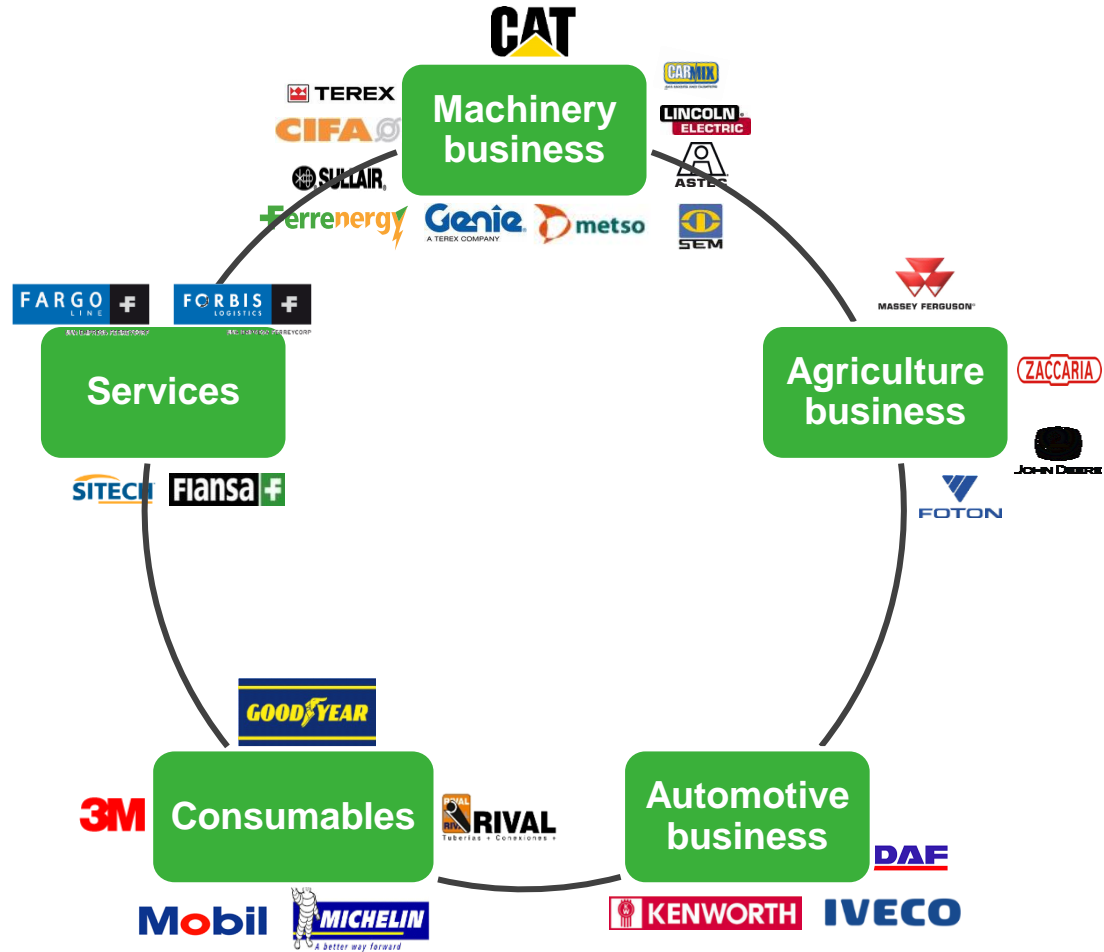 CAT
Machinery
business
TEREX
CIFA
SULLAIR
Ferrenergy
Genie
A TEREX COMPANY
metso
CARMIX
LINCOLN
ELECTRIC
ASTEC
SEM
MASSEY FERGUSON
Agriculture
business
ZACCARIA
JOHN DEERE
FOTON
FARGO
LINE
FORBIS
LOGISTICS
Services
SITECH
Fiansa
GOODYEAR
3M
Consumables
RIVAL
Tuberías + Conexiones +
Mobil
MICHELIN
A better way forward
Automotive
business
DAF
KENWORTH
IVECO